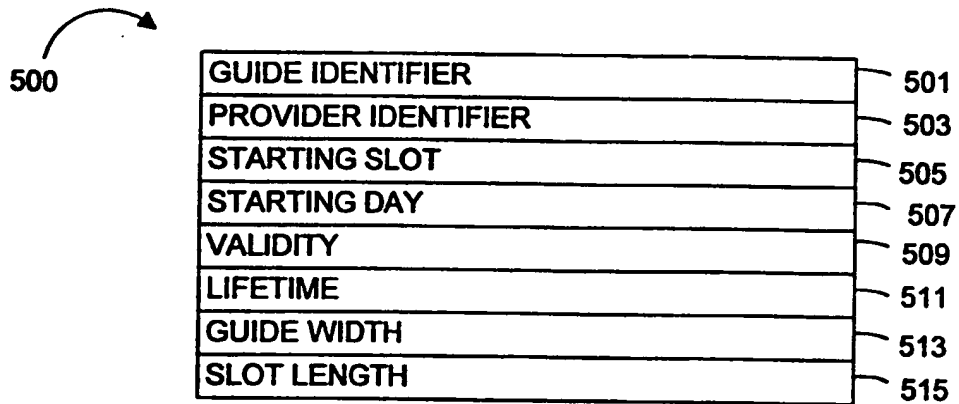 500
GUIDE IDENTIFIER 501
PROVIDER IDENTIFIER 503
STARTING SLOT 505
STARTING DAY 507
VALIDITY 509
LIFETIME 511
GUIDE WIDTH 513
SLOT LENGTH 515